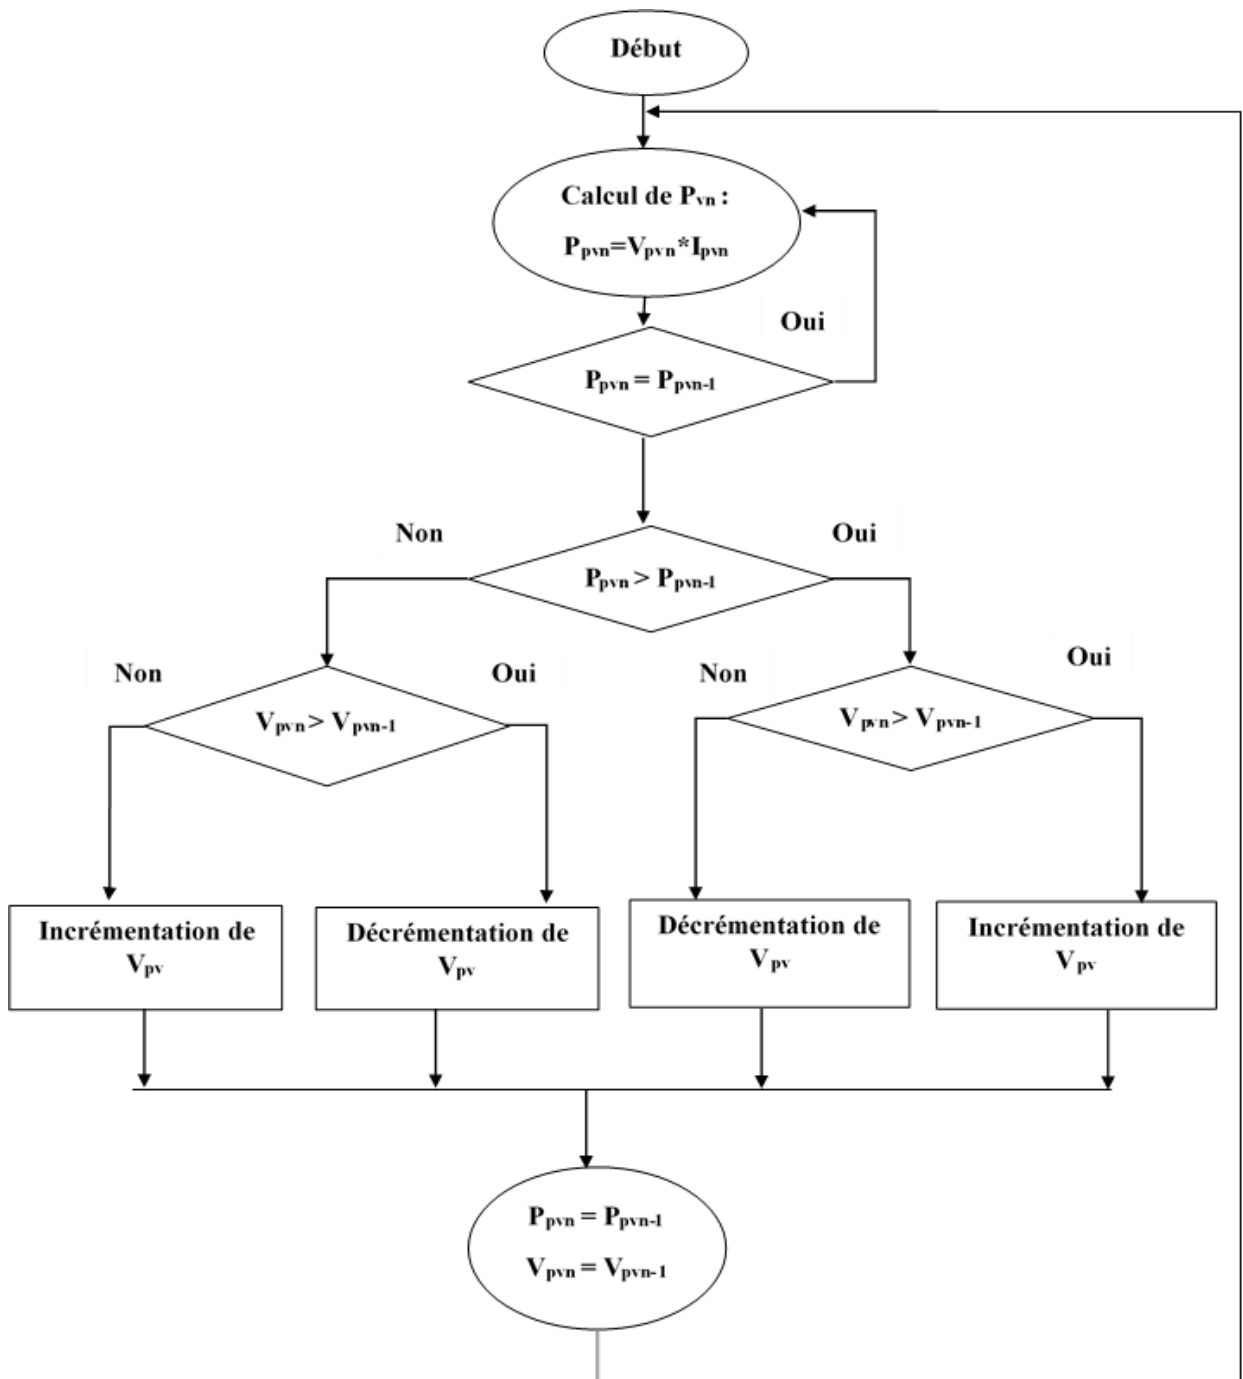 Début
Calcul de Pvn :
Ppvn=Vpvn*Ipvn
Oui
Ppvn = Ppvn-1
Non
Oui
Ppvn > Ppvn-1
Non
Oui
Non
Oui
Vpvn > Vpvn-1
Vpvn > Vpvn-1
Incrémentation de
Vpv
Décrémentation de
Vpv
Décrémentation de
Vpv
Incrémentation de
Vpv
Ppvn = Ppvn-1
Vpvn = Vpvn-1